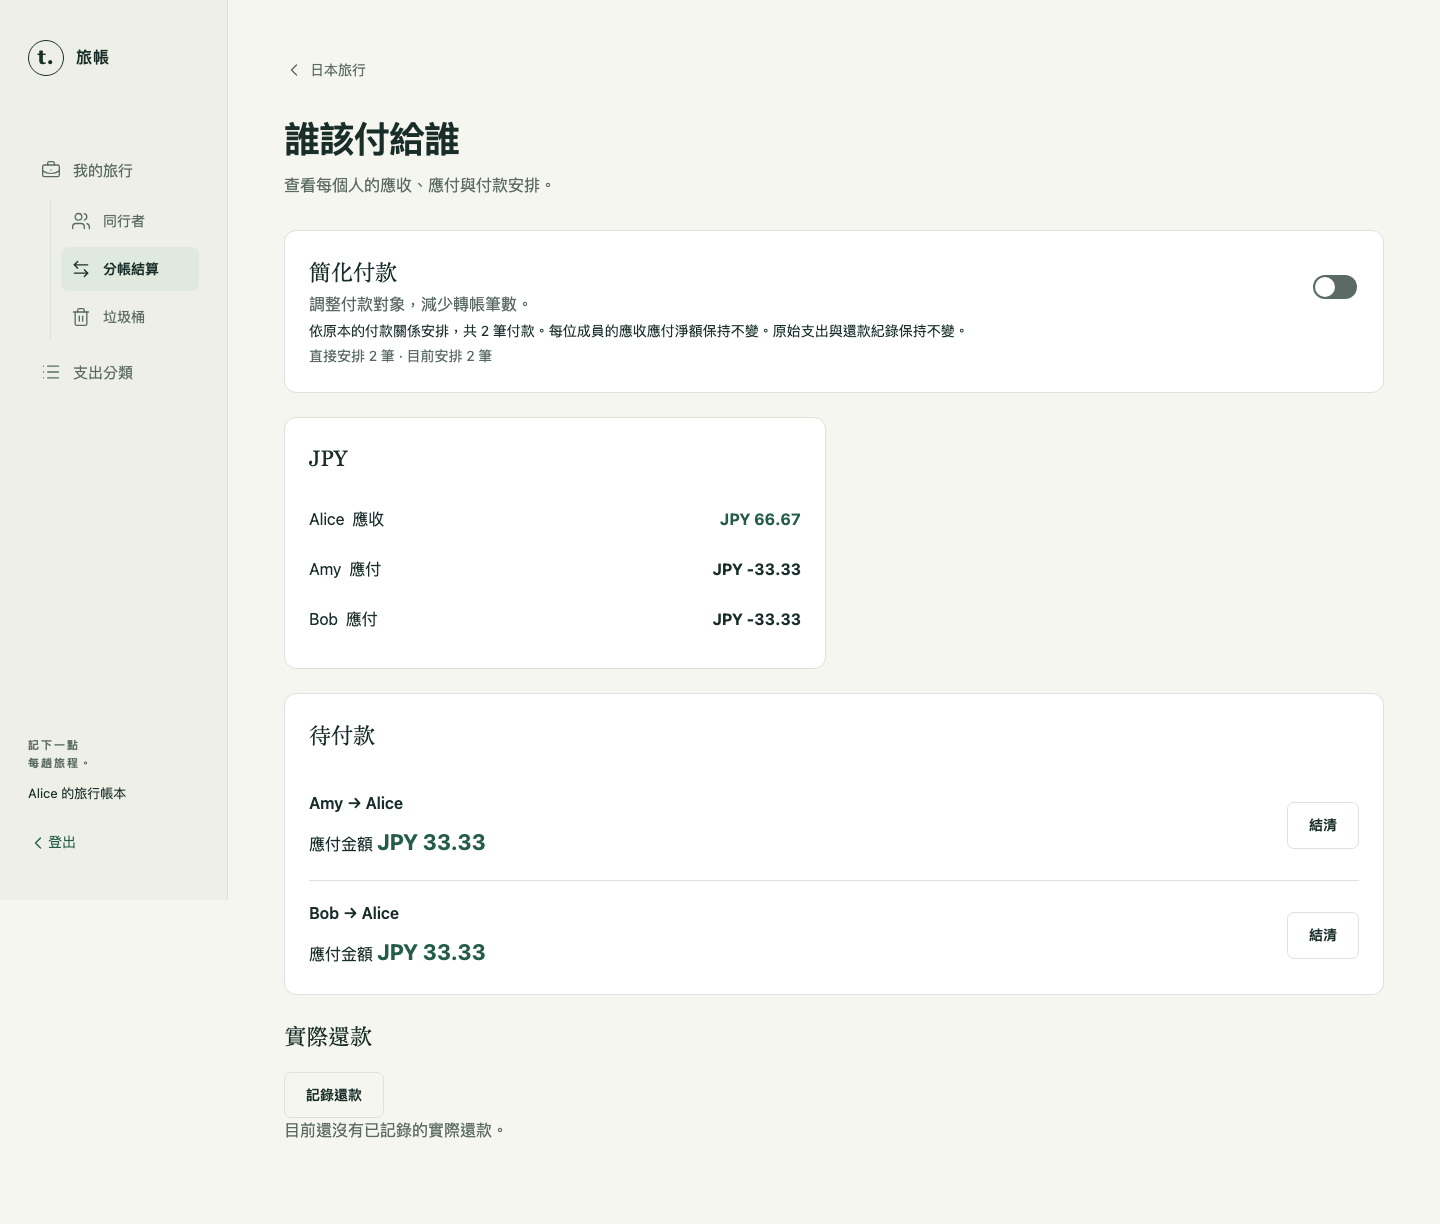 t. 旅帳
我的旅行
同行者
分帳結算
垃圾桶
支出分類
記下一點
每趟旅程。
Alice 的旅行帳本
登出
日本旅行
誰該付給誰
查看每個人的應收、應付與付款安排。
簡化付款
調整付款對象，減少轉帳筆數。
依原本的付款關係安排，共 2 筆付款。每位成員的應收應付淨額保持不變。原始支出與還款紀錄保持不變。
直接安排 2 筆 · 目前安排 2 筆
JPY
Alice 應收 JPY 66.67
Amy 應付 JPY -33.33
Bob 應付 JPY -33.33
待付款
Amy → Alice
應付金額 JPY 33.33
結清
Bob → Alice
應付金額 JPY 33.33
結清
實際還款
記錄還款
目前還沒有已記錄的實際還款。